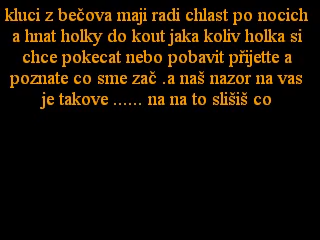 kluci z bečova maji radi chlast po nocich
a hnat holky do kout jaka koliv holka si
chce pokecat nebo pobavit přijette a
poznate co sme zač .a naš nazor na vas
je takove ...... na na to slišiš co